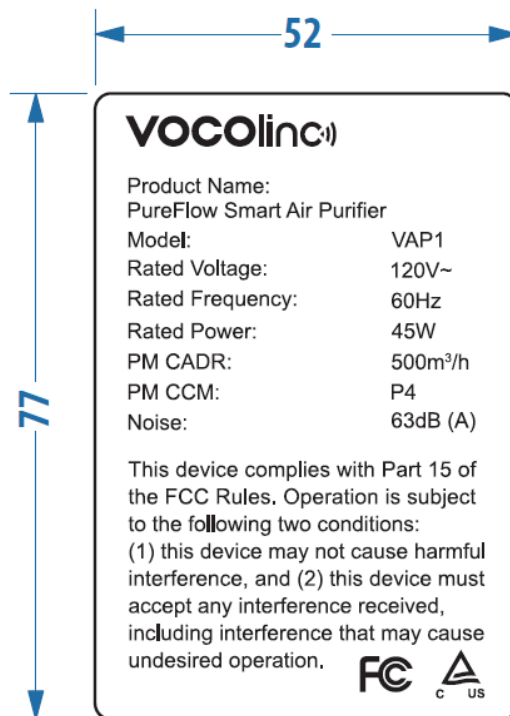 52
77
VOCOlinc
Product Name:
PureFlow Smart Air Purifier
Model: VAP1
Rated Voltage: 120V~
Rated Frequency: 60Hz
Rated Power: 45W
PM CADR: 500m³/h
PM CCM: P4
Noise: 63dB (A)
This device complies with Part 15 of
the FCC Rules. Operation is subject
to the following two conditions:
(1) this device may not cause harmful
interference, and (2) this device must
accept any interference received,
including interference that may cause
undesired operation.
FC
C US